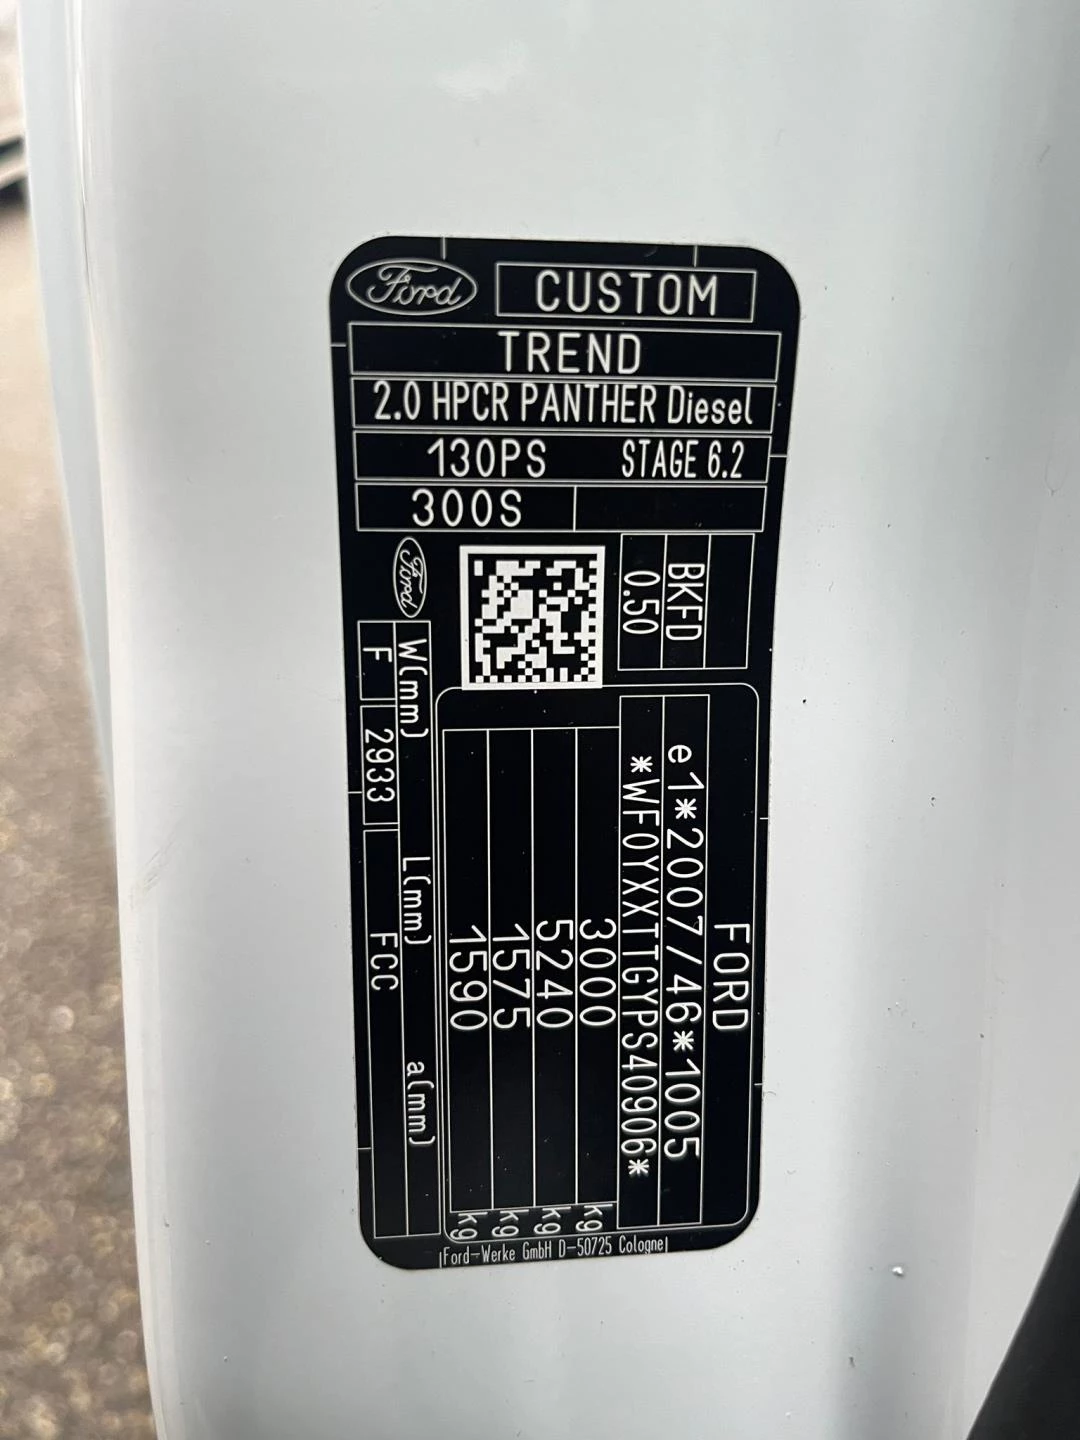 Ford
CUSTOM
TREND
2.0 HPCR PANTHER Diesel
130PS STAGE 6.2
300S
BKFD
0.50
Ford
FORD
e1*2007/46*1005
*WF0YXXTTGYPS40906*
3000 kg
5240 kg
1575 kg
1590 kg
W(mm) L(mm) a(mm)
F 2933 FCC
Ford-Werke GmbH D-50725 Cologne